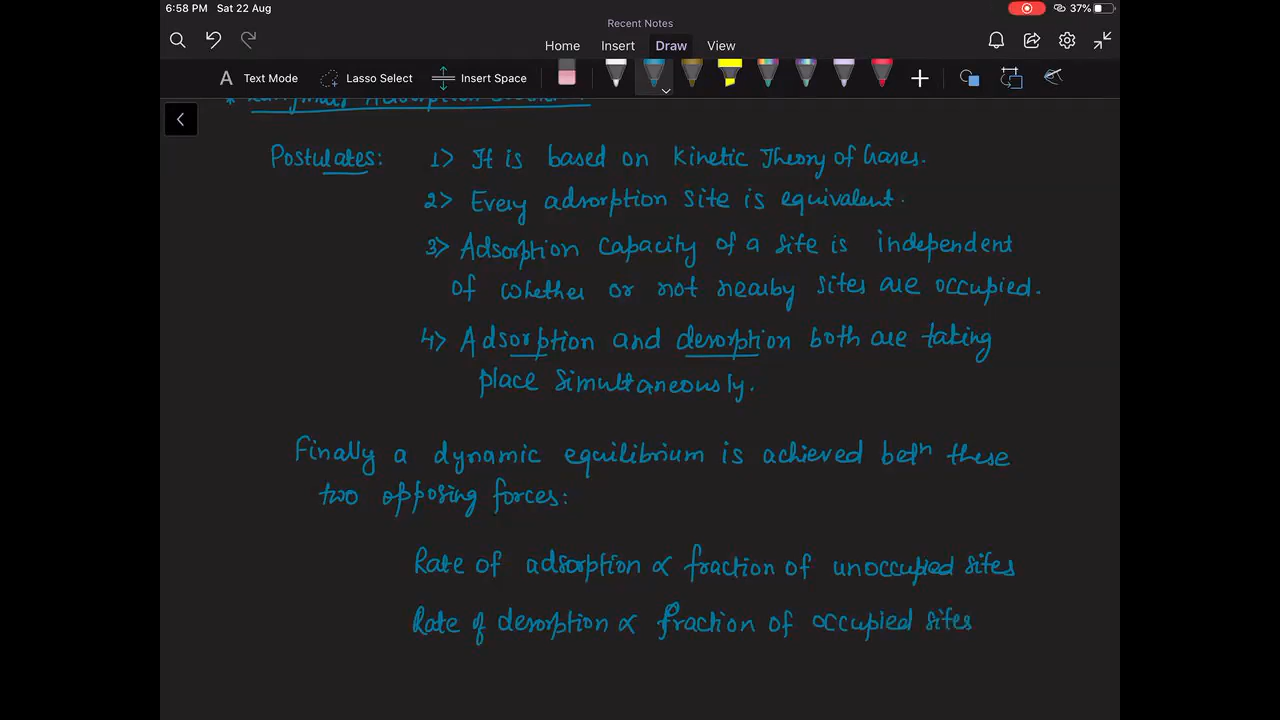 6:58 PM Sat 22 Aug
37%
Recent Notes
Home Insert Draw View
A Text Mode Lasso Select Insert Space
* Adsorption
Postulates: 1> It is based on Kinetic Theory of Gases.
2> Every adsorption site is equivalent.
3> Adsorption capacity of a site is independent
of whether or not nearby sites are occupied.
4> Adsorption and desorption both are taking
place simultaneously.
Finally a dynamic equilibrium is achieved betn these
two opposing forces:
Rate of adsorption ∝ fraction of unoccupied sites
Rate of desorption ∝ fraction of occupied sites